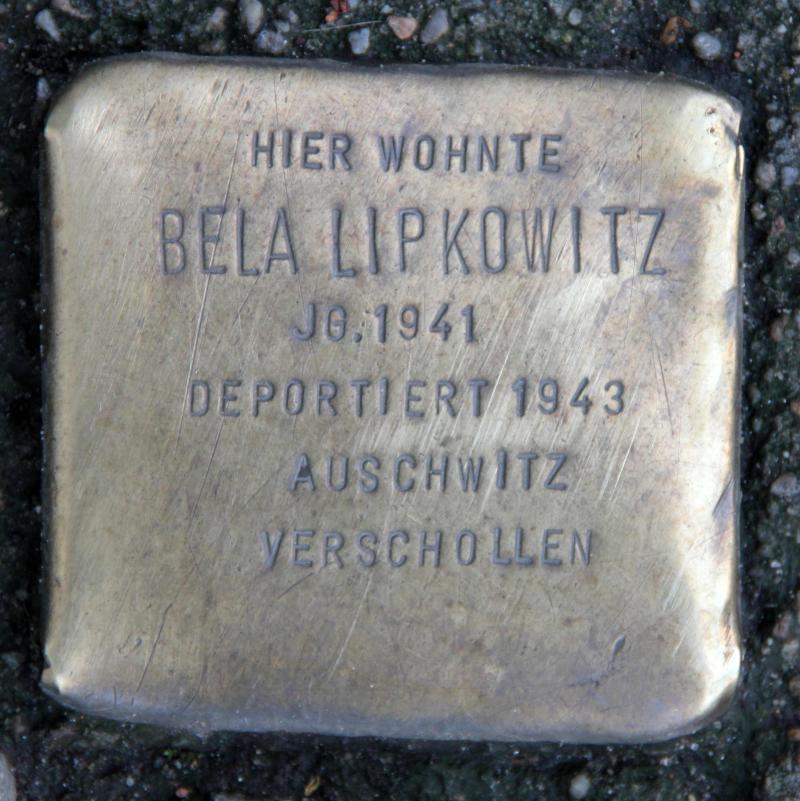 HIER WOHNTE
BELA LIPKOWITZ
JG. 1941
DEPORTIERT 1943
AUSCHWITZ
VERSCHOLLEN